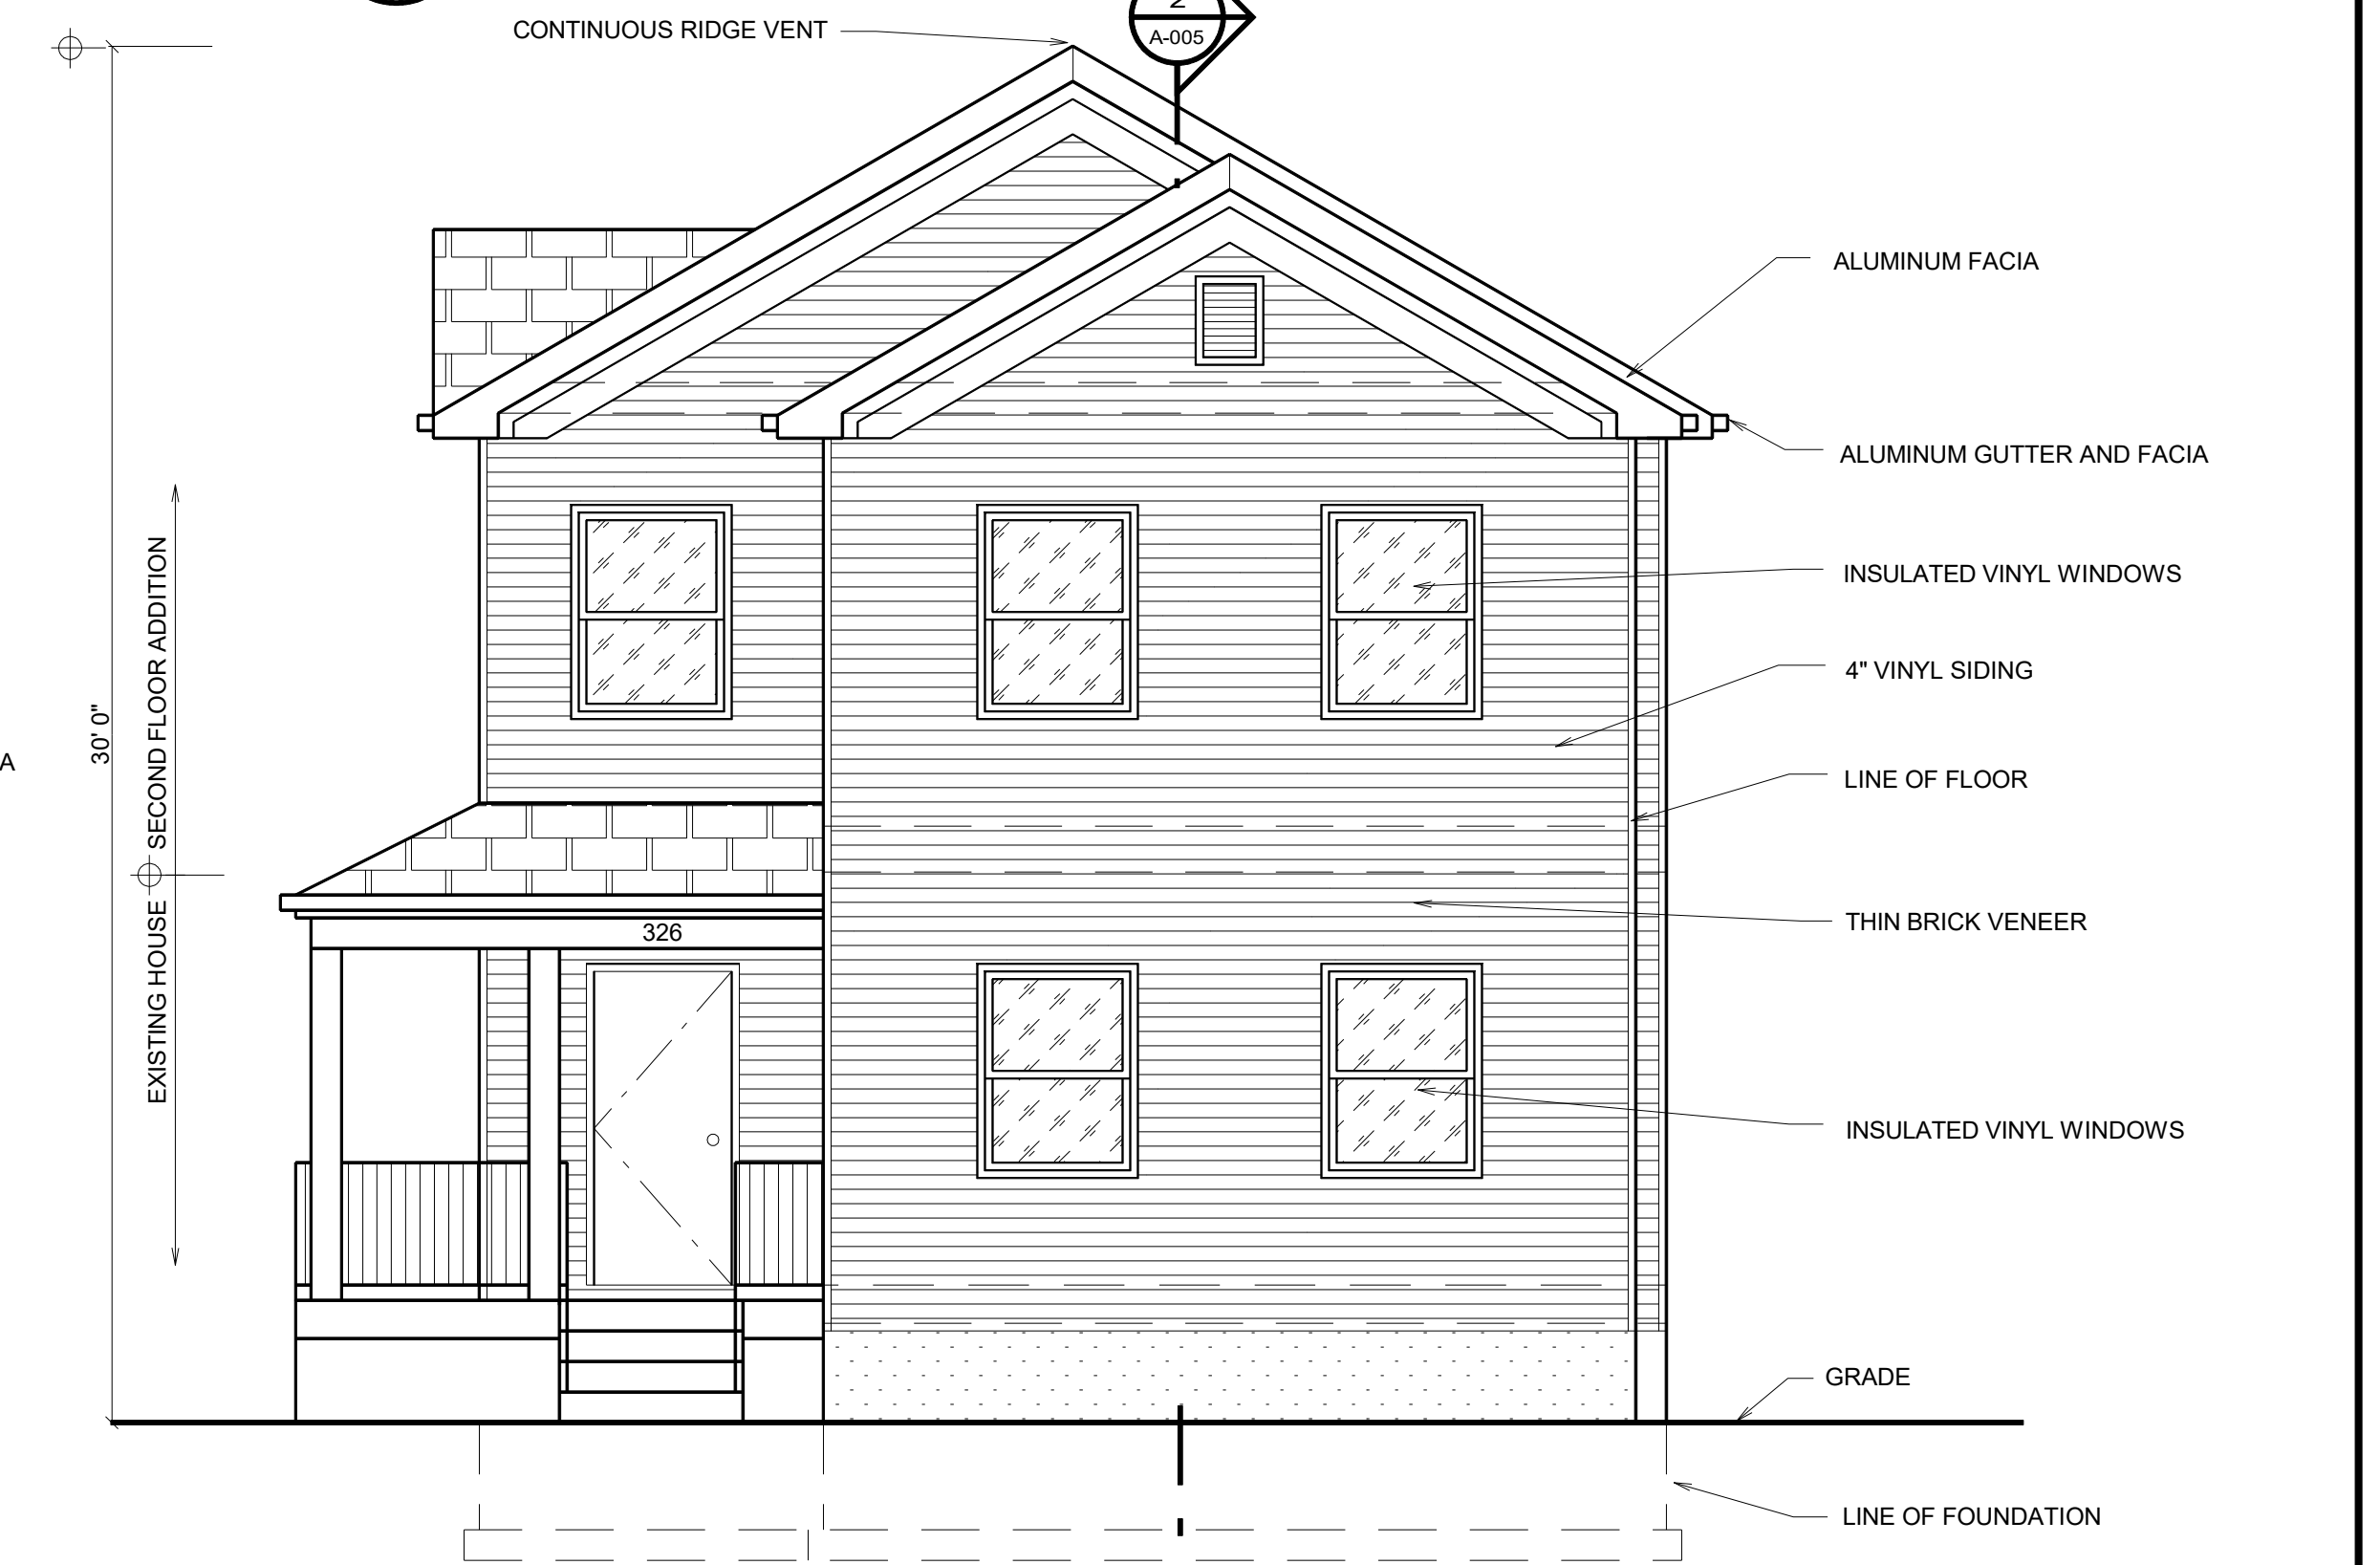 CONTINUOUS RIDGE VENT
2
A-005
ALUMINUM FACIA
ALUMINUM GUTTER AND FACIA
INSULATED VINYL WINDOWS
4" VINYL SIDING
LINE OF FLOOR
THIN BRICK VENEER
INSULATED VINYL WINDOWS
GRADE
LINE OF FOUNDATION
30' 0"
SECOND FLOOR ADDITION
EXISTING HOUSE
326
A